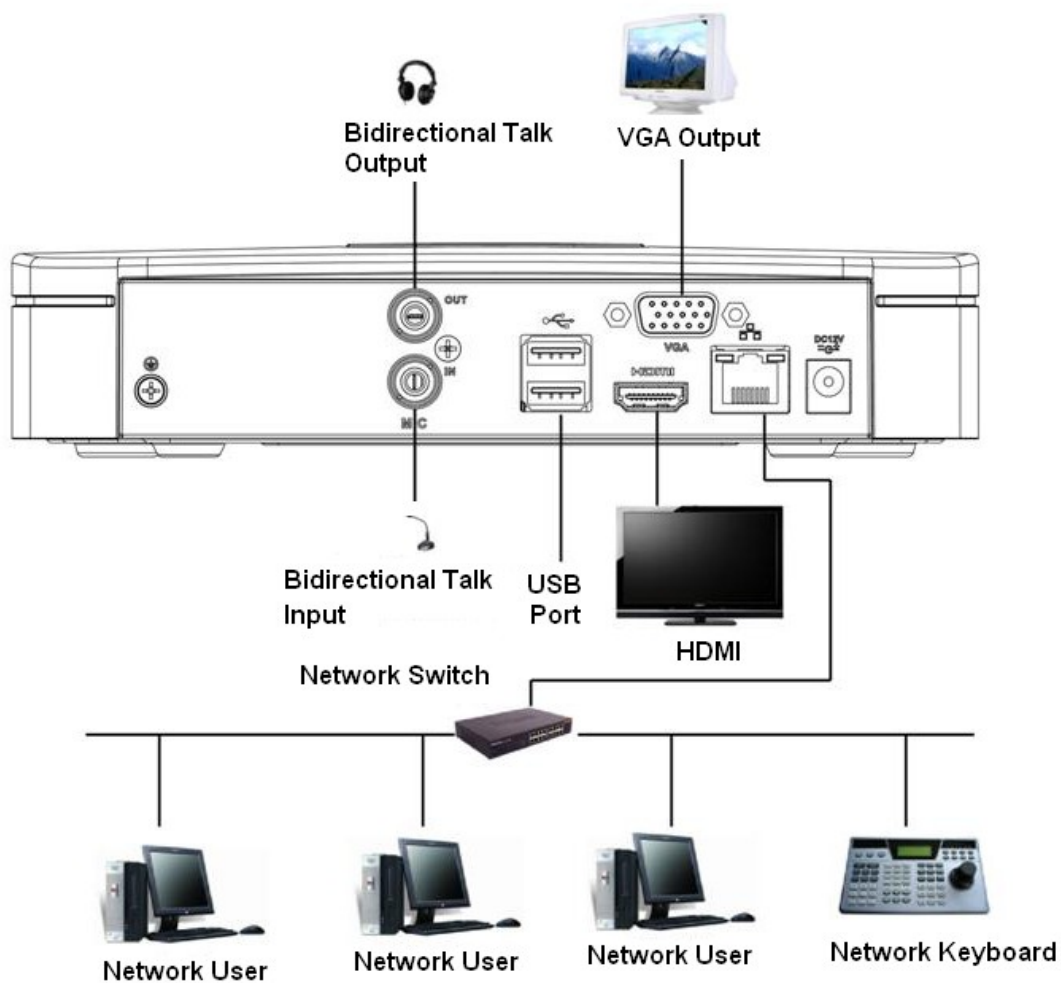 Bidirectional Talk
Output
VGA Output
OUT
VGA
DC12V
IN
HDMI
MIC
Bidirectional Talk
Input
USB
Port
HDMI
Network Switch
Network User
Network User
Network User
Network Keyboard